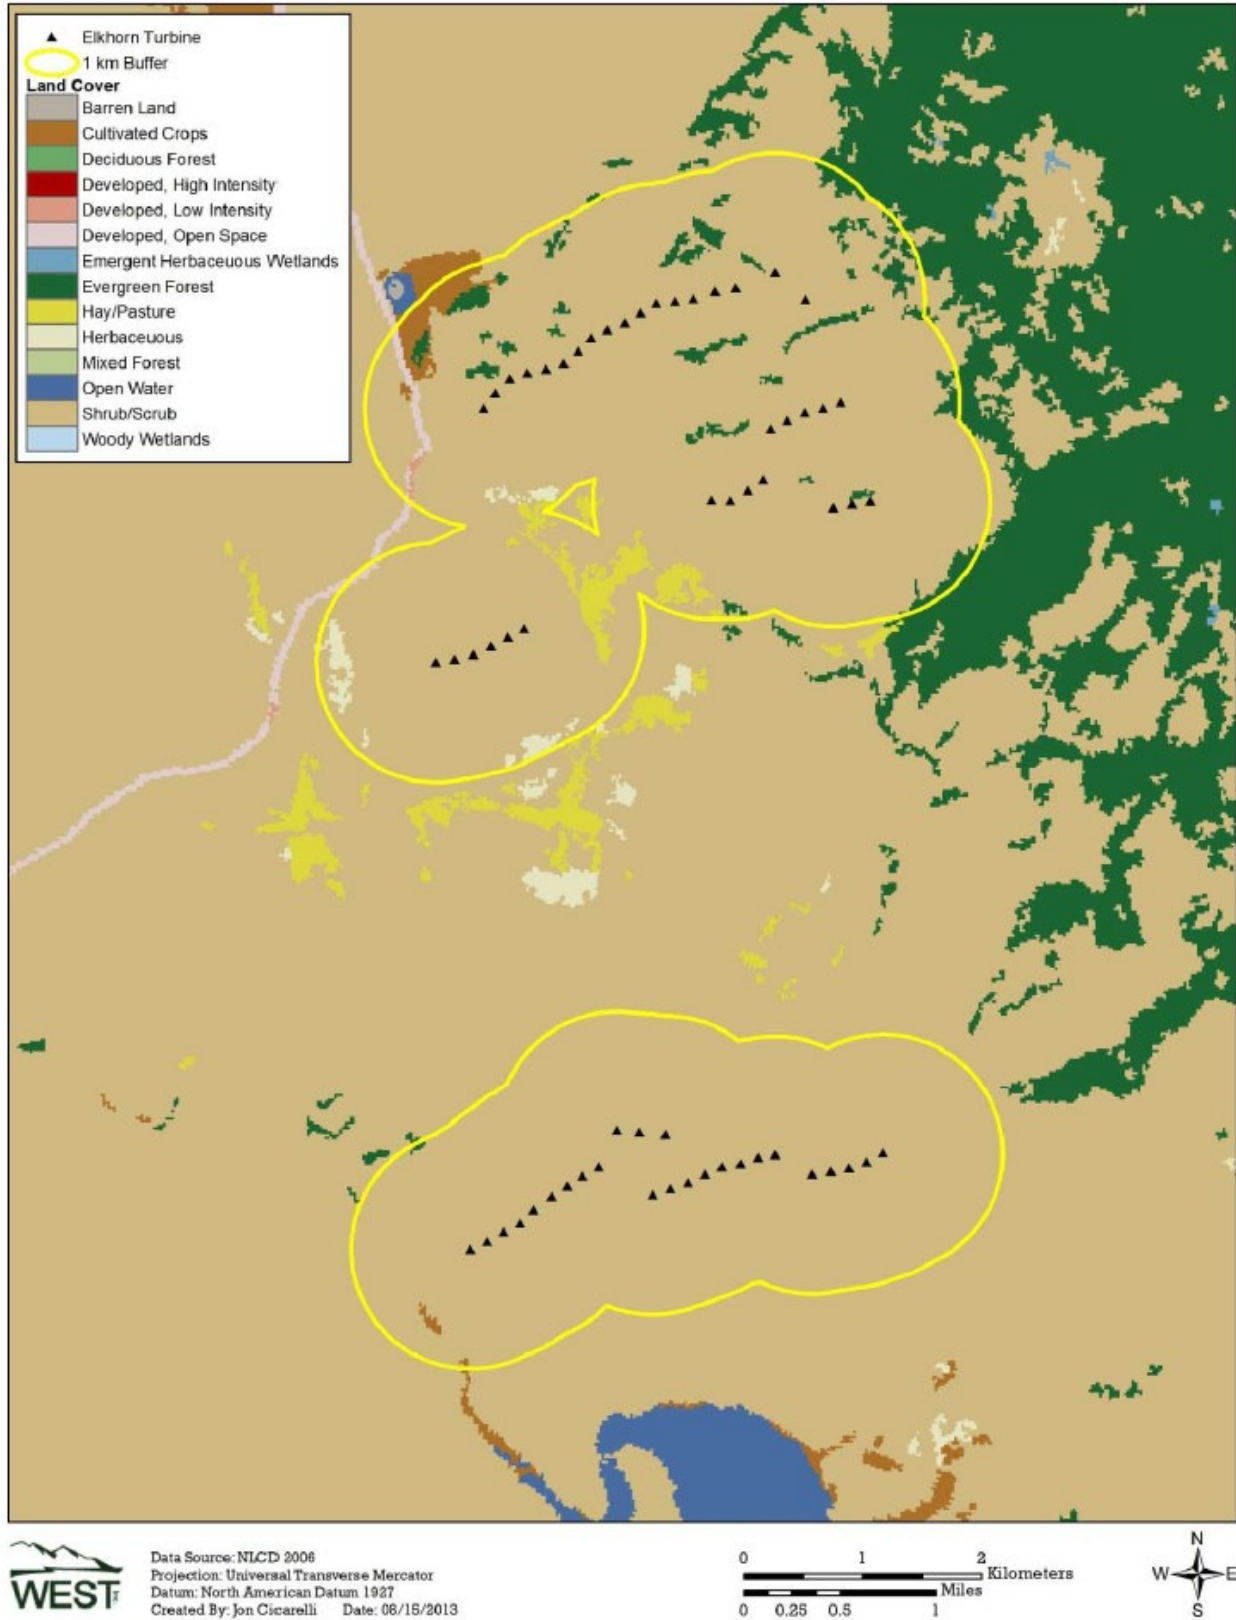 Elkhorn Turbine
1 km Buffer
Land Cover
Barren Land
Cultivated Crops
Deciduous Forest
Developed, High Intensity
Developed, Low Intensity
Developed, Open Space
Emergent Herbaceuous Wetlands
Evergreen Forest
Hay/Pasture
Herbaceuous
Mixed Forest
Open Water
Shrub/Scrub
Woody Wetlands
WEST
Data Source: NLCD 2006
Projection: Universal Transverse Mercator
Datum: North American Datum 1927
Created By: Jon Cicarelli Date: 08/15/2013
0 1 2
Kilometers
Miles
0 0.25 0.5 1
N
W E
S